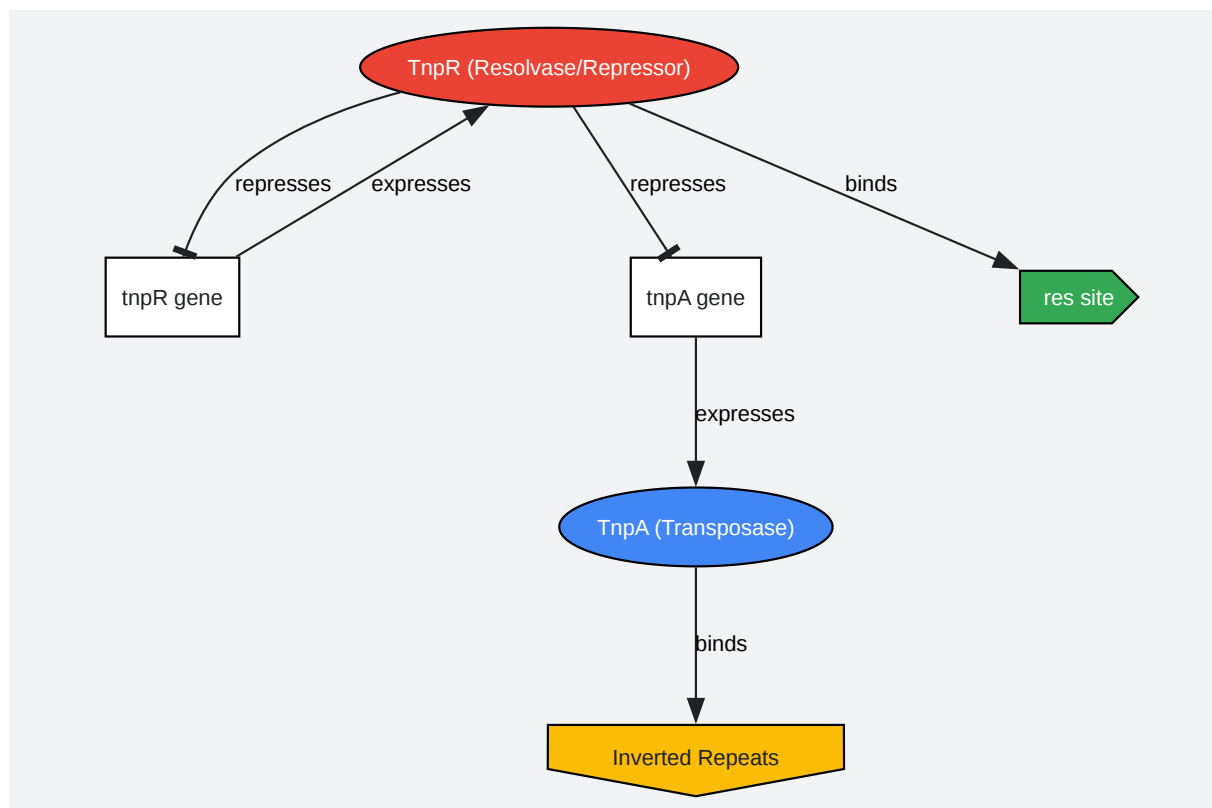 TnpR (Resolvase/Repressor)
represses
expresses
represses
binds
tnpR gene
tnpA gene
res site
expresses
TnpA (Transposase)
binds
Inverted Repeats